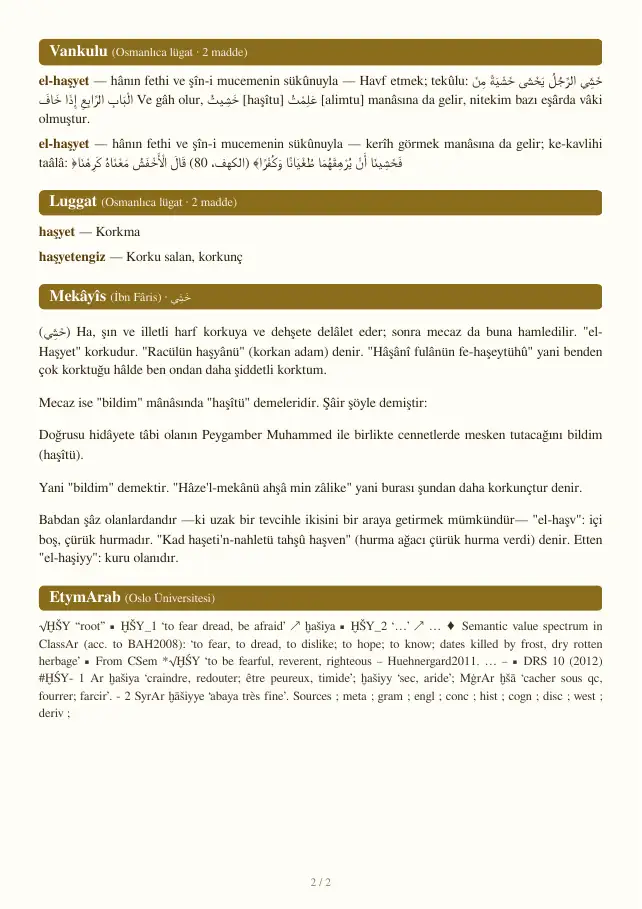 Vankulu (Osmanlıca lügat · 2 madde)
el-haşyet — hânın fethi ve şîn-i mucemenin sükûnuyla — Havf etmek; tekûlu: خَشِي الرَّجُلُ يَخْشى خَشْيَةً مِنْ
الْبَابِ الرَّابِعِ إِذَا خَافَ Ve gâh olur, خَشِيتُ [haşîtu] عَلِمْتُ [alimtu] manâsına da gelir, nitekim bazı eşârda vâki
olmuştur.
el-haşyet — hânın fethi ve şîn-i mucemenin sükûnuyla — kerîh görmek manâsına da gelir; ke-kavlihi
taâlâ: ﴿فَخَشِينَا أَنْ يُرْهِقَهُمَا طُغْيَانًا وَكُفْرًا﴾ (الكهف، 80) قَالَ الْأَخْفَشُ مَعْنَاهُ كَرِهْنَا
Luggat (Osmanlıca lügat · 2 madde)
haşyet — Korkma
haşyetengiz — Korku salan, korkunç
Mekâyîs (İbn Fâris) · خَشِي
(خَشِي) Ha, şın ve illetli harf korkuya ve dehşete delâlet eder; sonra mecaz da buna hamledilir. "el-
Haşyet" korkudur. "Racülün haşyânü" (korkan adam) denir. "Hâşânî fulânün fe-haşeytühû" yani benden
çok korktuğu hâlde ben ondan daha şiddetli korktum.
Mecaz ise "bildim" mânâsında "haşîtü" demeleridir. Şâir şöyle demiştir:
Doğrusu hidâyete tâbi olanın Peygamber Muhammed ile birlikte cennetlerde mesken tutacağını bildim
(haşîtü).
Yani "bildim" demektir. "Hâze'l-mekânü ahşâ min zâlike" yani burası şundan daha korkunçtur denir.
Babdan şâz olanlardandır —ki uzak bir tevcihle ikisini bir araya getirmek mümkündür— "el-haşv": içi
boş, çürük hurmadır. "Kad haşeti'n-nahletü tahşû haşven" (hurma ağacı çürük hurma verdi) denir. Etten
"el-haşiyy": kuru olanıdır.
EtymArab (Oslo Üniversitesi)
√ḪŠY “root” ▪ ḪŠY_1 ‘to fear dread, be afraid’ ↗ ḫašiya ▪ ḪŠY_2 ‘…’ ↗ … ♦ Semantic value spectrum in
ClassAr (acc. to BAH2008): ‘to fear, to dread, to dislike; to hope; to know; dates killed by frost, dry rotten
herbage’ ▪ From CSem *√ḪŚY ‘to be fearful, reverent, righteous – Huehnergard2011. … – ▪ DRS 10 (2012)
#ḪŚY- 1 Ar ḫašiya ‘craindre, redouter; être peureux, timide’; ḫašiyy ‘sec, aride’; MġrAr ḫšā ‘cacher sous qc,
fourrer; farcir’. - 2 SyrAr ḫāšiyye ‘abaya très fine’. Sources ; meta ; gram ; engl ; conc ; hist ; cogn ; disc ; west ;
deriv ;
2 / 2